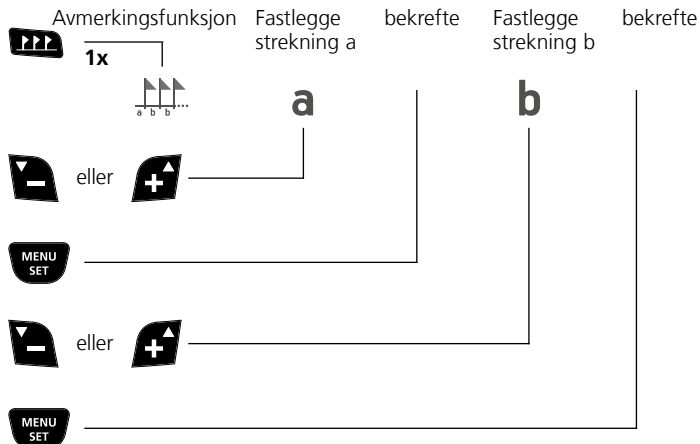 Avmerkingsfunksjon
Fastlegge
strekning a
bekrefte
Fastlegge
strekning b
bekrefte
1x
a b b
a
b
- eller +
MENU
SET
- eller +
MENU
SET